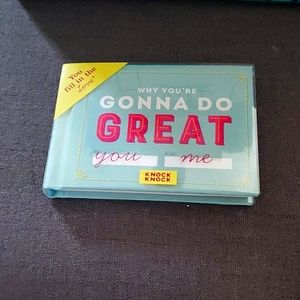 You
fill in the
Love®
WHY YOU'RE
GONNA DO
GREAT
you me
KNOCK
KNOCK